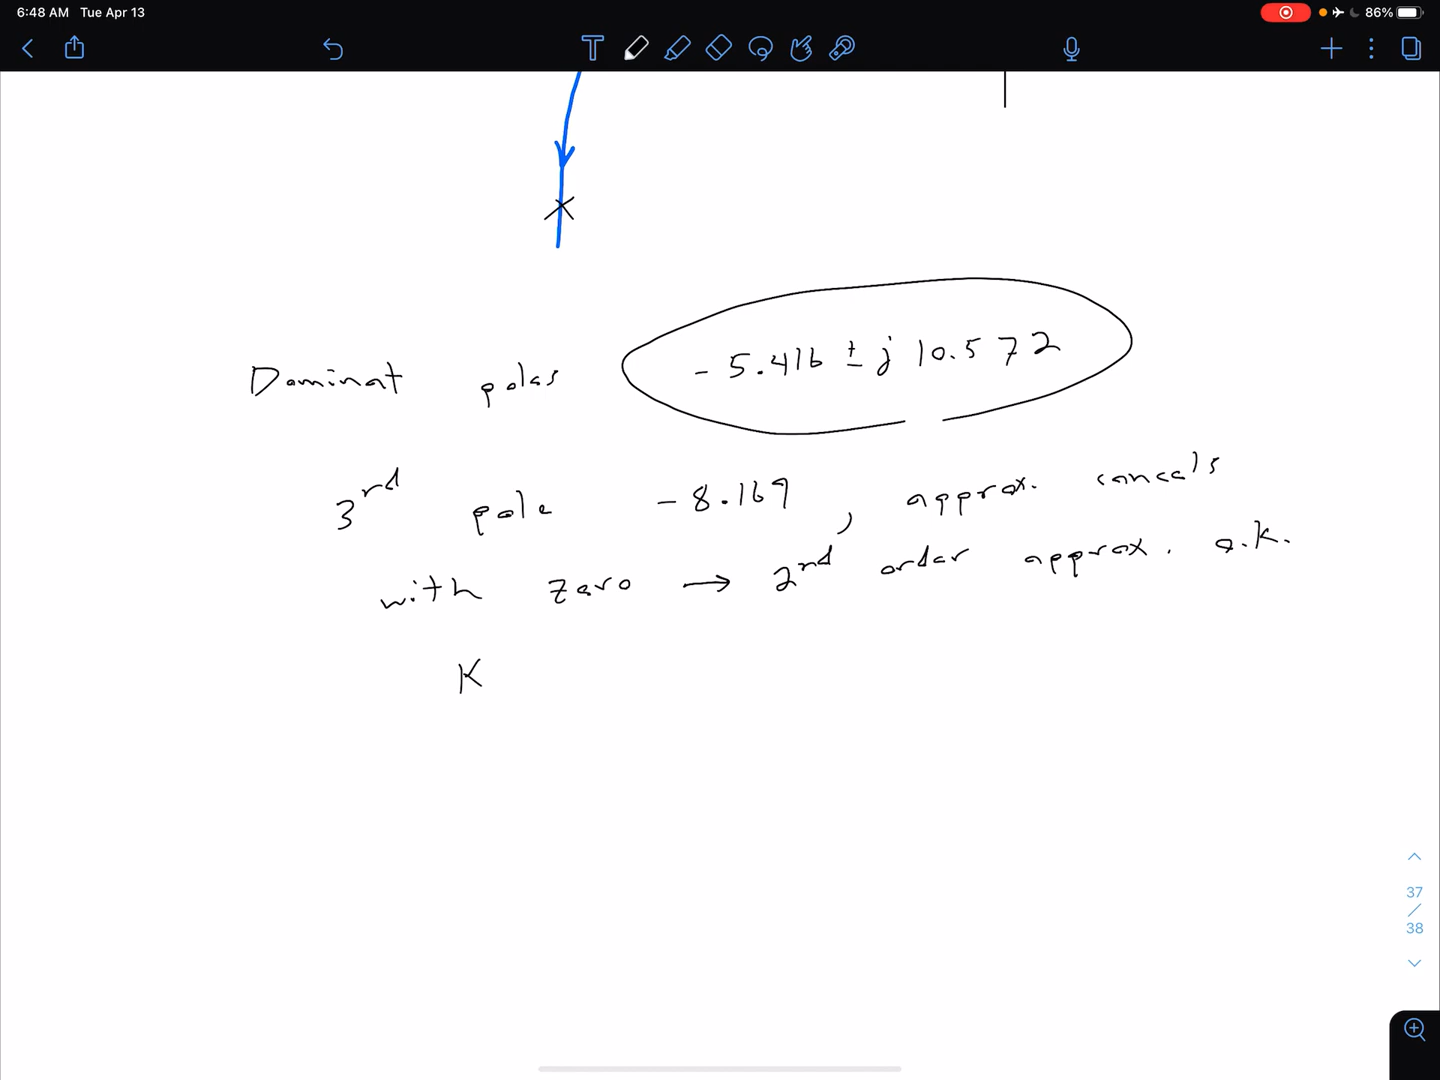 6:48 AM Tue Apr 13
86%
T
Dominat poles - 5.416 ± j 10.572
3rd pole - 8.169, approx. cancels
with zero → 2nd order approx. o.k.
K
37
/
38